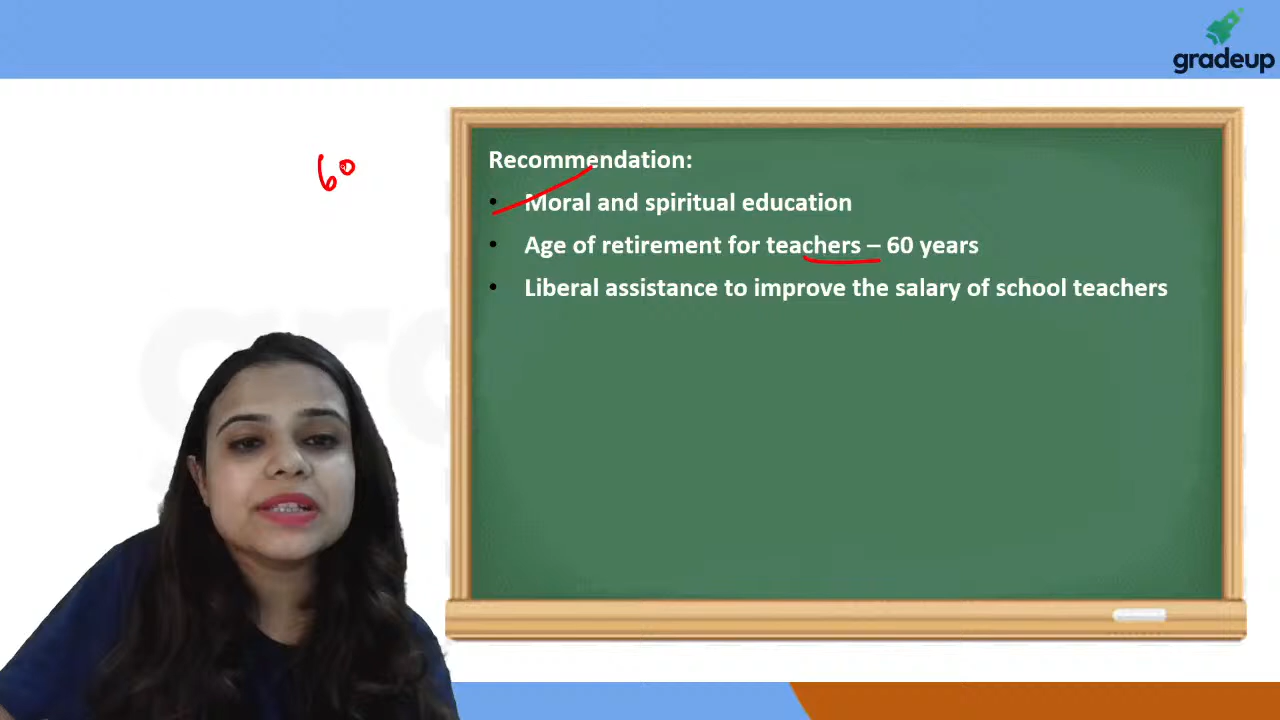 gradeup
60
Recommendation:
• Moral and spiritual education
• Age of retirement for teachers – 60 years
• Liberal assistance to improve the salary of school teachers